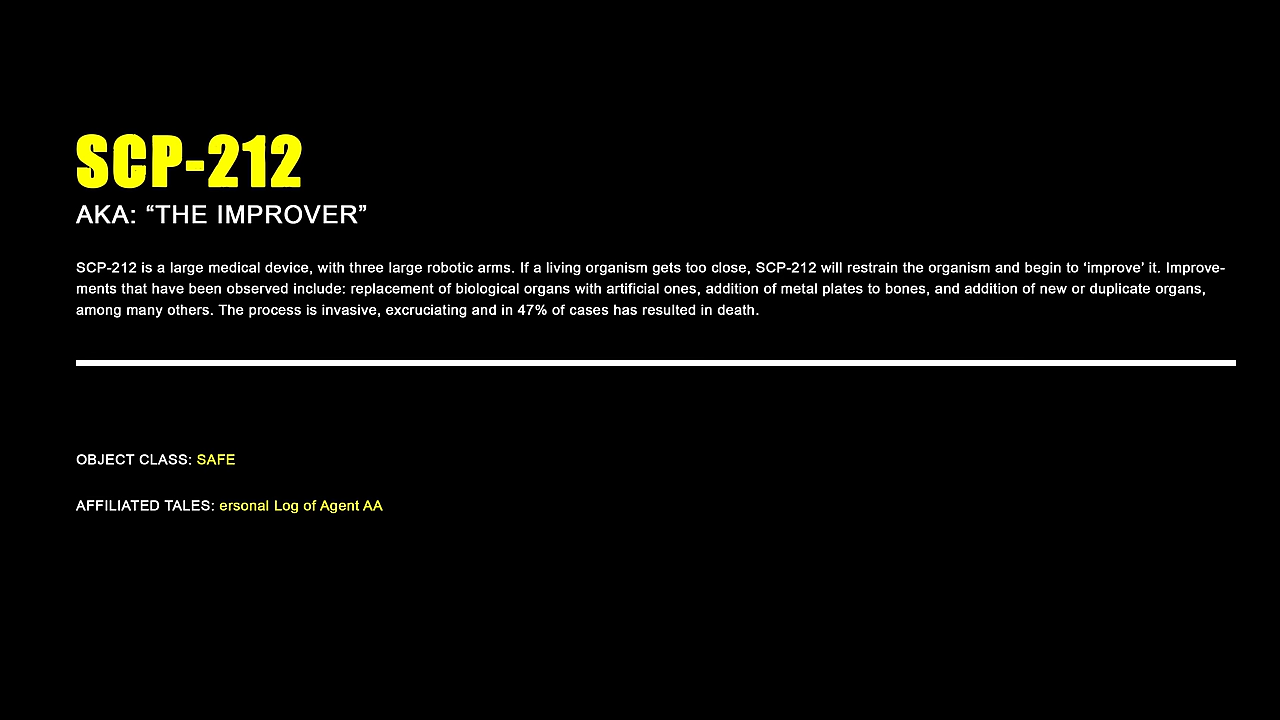 SCP-212
AKA: “THE IMPROVER”
SCP-212 is a large medical device, with three large robotic arms. If a living organism gets too close, SCP-212 will restrain the organism and begin to ‘improve’ it. Improve-
ments that have been observed include: replacement of biological organs with artificial ones, addition of metal plates to bones, and addition of new or duplicate organs,
among many others. The process is invasive, excruciating and in 47% of cases has resulted in death.
OBJECT CLASS: SAFE
AFFILIATED TALES: ersonal Log of Agent AA